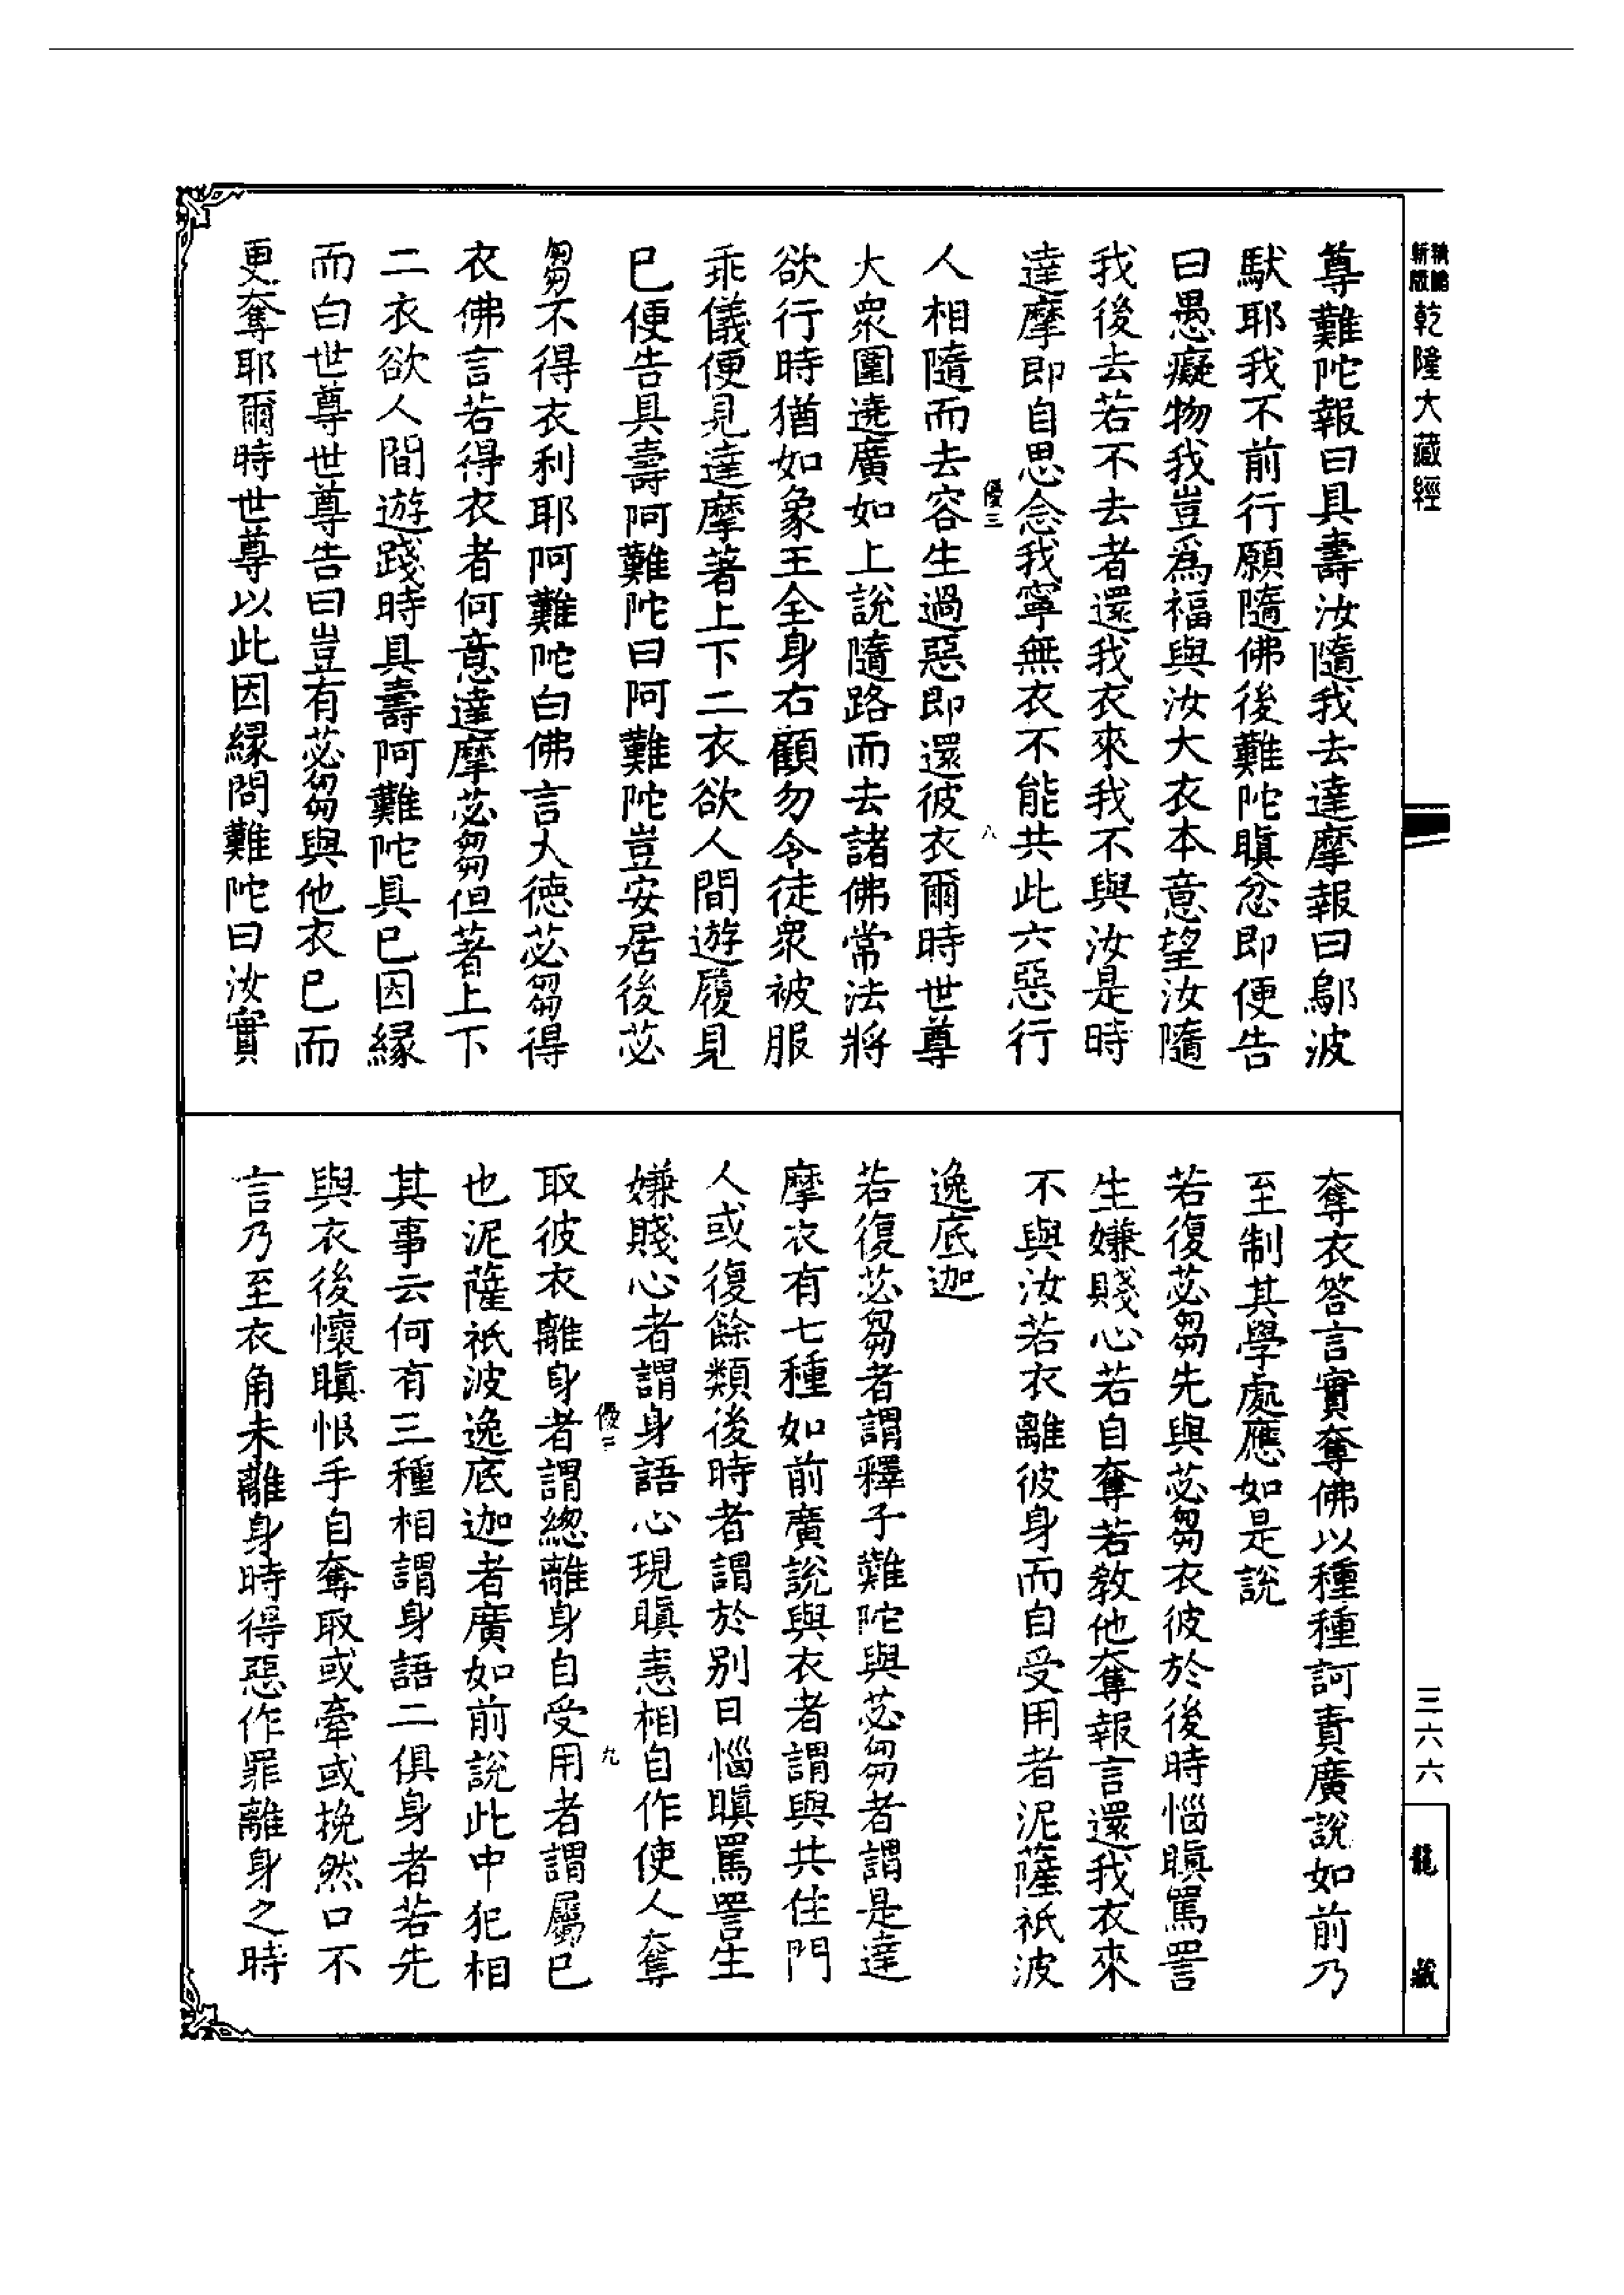 乾隆大藏經
尊難陀報曰具壽汝隨我去達摩報曰鄔波
馱耶我不前行願隨佛後難陀瞋忿即便告
曰愚癡物我豈為福與汝大衣本意望汝隨
我後去若不去者還我衣來我不與汝是時
達摩即自思念我寧無衣不能共此六惡行
優三
八
人相隨而去容生過惡即還彼衣爾時世尊
大眾圍遶廣如上說隨路而去諸佛常法將
欲行時猶如象王全身右顧勿令徒眾被服
乖儀便見達摩著上下二衣欲人間遊履見
已便告具壽阿難陀曰阿難陀豈安居後苾
芻不得衣利耶阿難陀白佛言大德苾芻得
衣佛言若得衣者何意達摩苾芻但著上下
二衣欲人間遊踐時具壽阿難陀具已因緣
而白世尊世尊告曰豈有苾芻與他衣已而
更奪耶爾時世尊以此因緣問難陀曰汝實
奪衣答言實奪佛以種種訶責廣說如前乃
至制其學處應如是說
若復苾芻先與苾芻衣彼於後時惱瞋罵詈
生嫌賤心若自奪若教他奪報言還我衣來
不與汝若衣離彼身而自受用者泥薩祇波
逸底迦
若復苾芻者謂釋子難陀與苾芻者謂是達
摩衣有七種如前廣說與衣者謂與共住門
人或復餘類後時者謂於別日惱瞋罵詈生
嫌賤心者謂身語心現瞋恚相自作使人奪
優三
九
取彼衣離身者謂總離身自受用者謂屬已
也泥薩祇波逸底迦者廣如前說此中犯相
其事云何有三種相謂身語二俱身者若先
與衣後懷瞋恨手自奪取或牽或挽然口不
言乃至衣角未離身時得惡作罪離身之時
三六六
龍藏